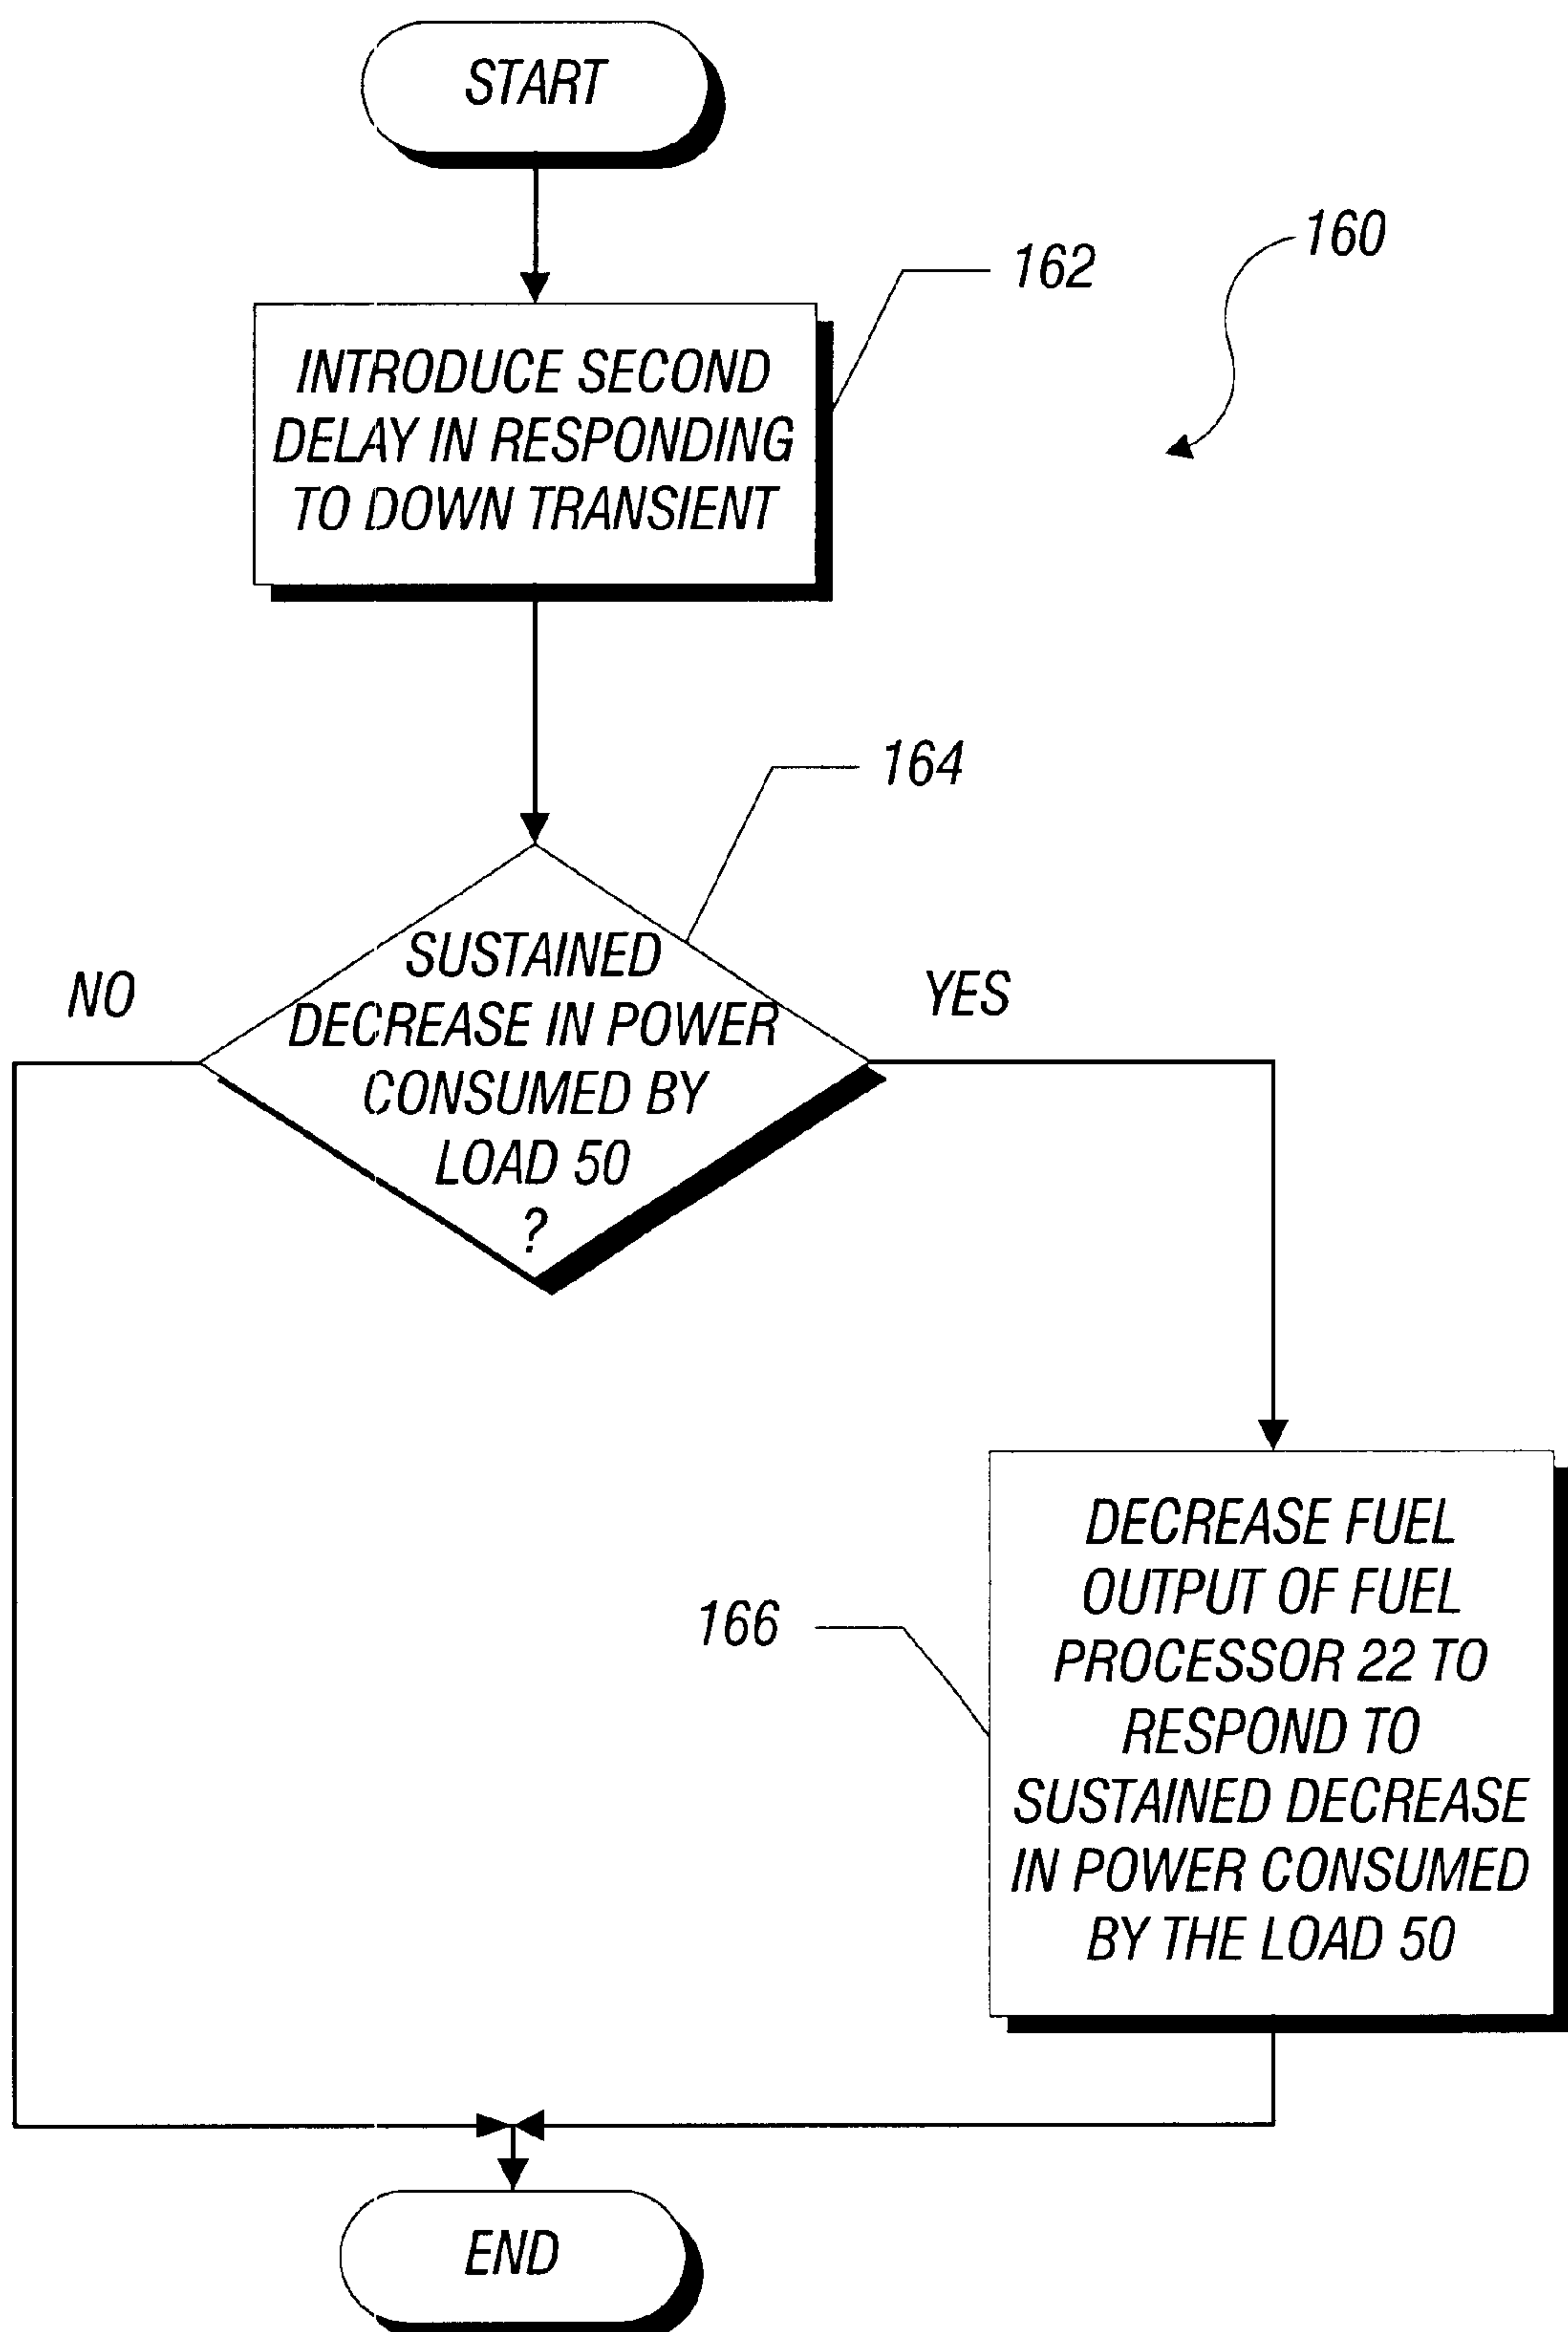 START
160
162
INTRODUCE SECOND
DELAY IN RESPONDING
TO DOWN TRANSIENT
164
NO
YES
SUSTAINED
DECREASE IN POWER
CONSUMED BY
LOAD 50
?
166
DECREASE FUEL
OUTPUT OF FUEL
PROCESSOR 22 TO
RESPOND TO
SUSTAINED DECREASE
IN POWER CONSUMED
BY THE LOAD 50
END